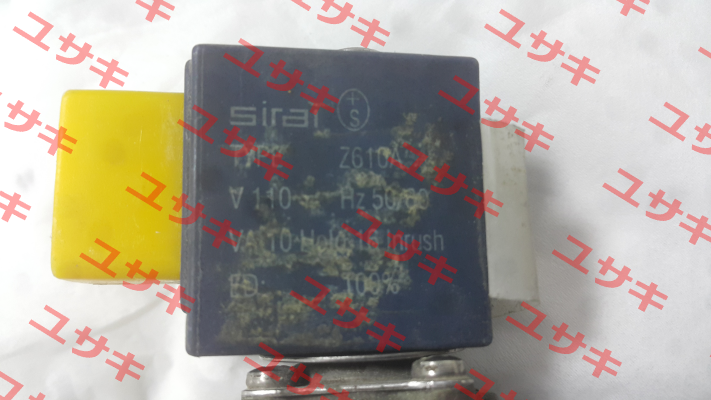 sirai +S
TYPE Z610A
V 110 Hz 50/60
VA 10 Hold-16 Inrush
ED 100%
ユサキ